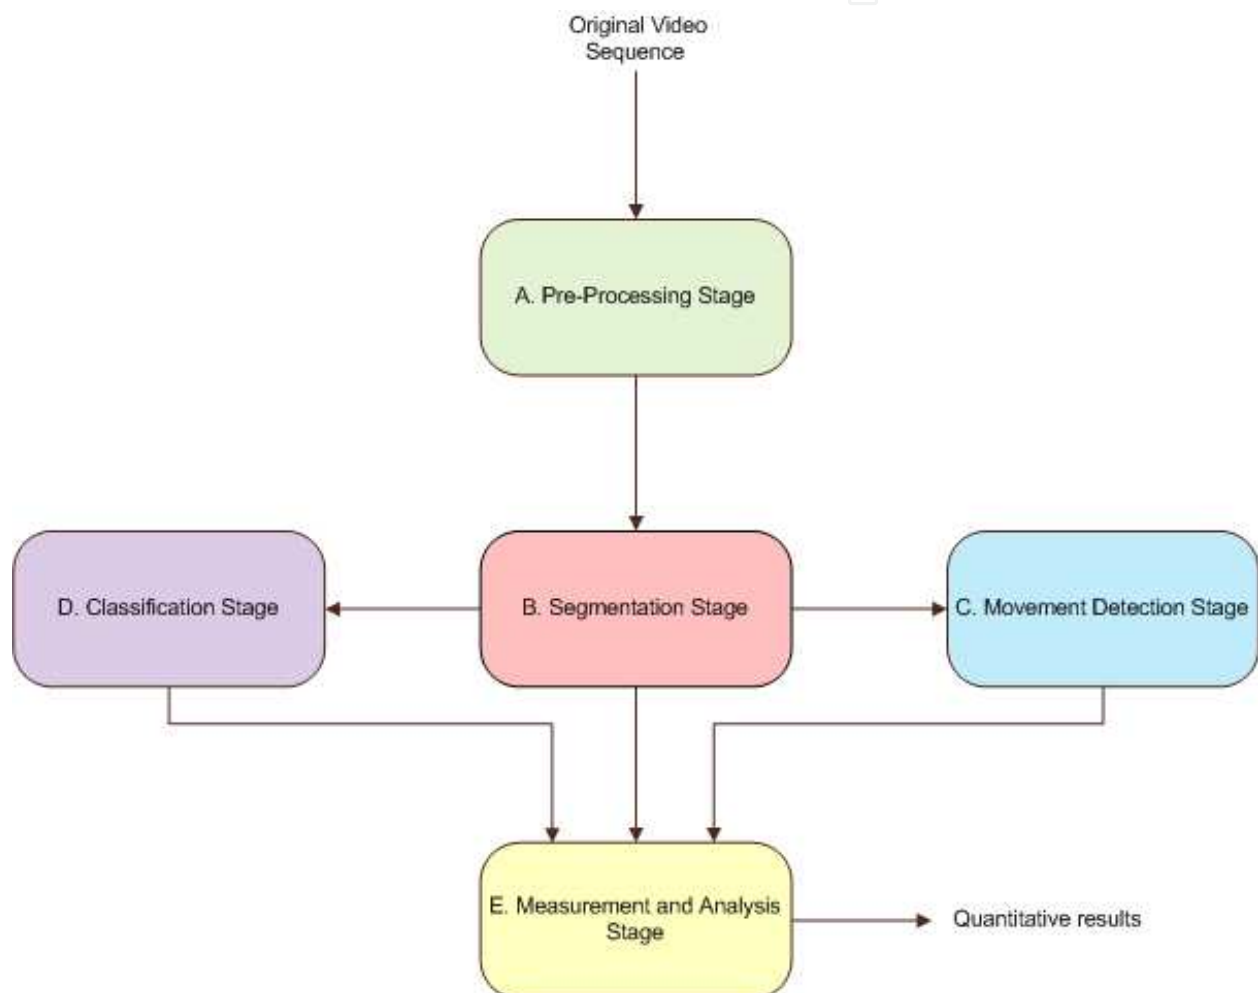 Original Video
Sequence
A. Pre-Processing Stage
D. Classification Stage
B. Segmentation Stage
C. Movement Detection Stage
E. Measurement and Analysis
Stage
Quantitative results